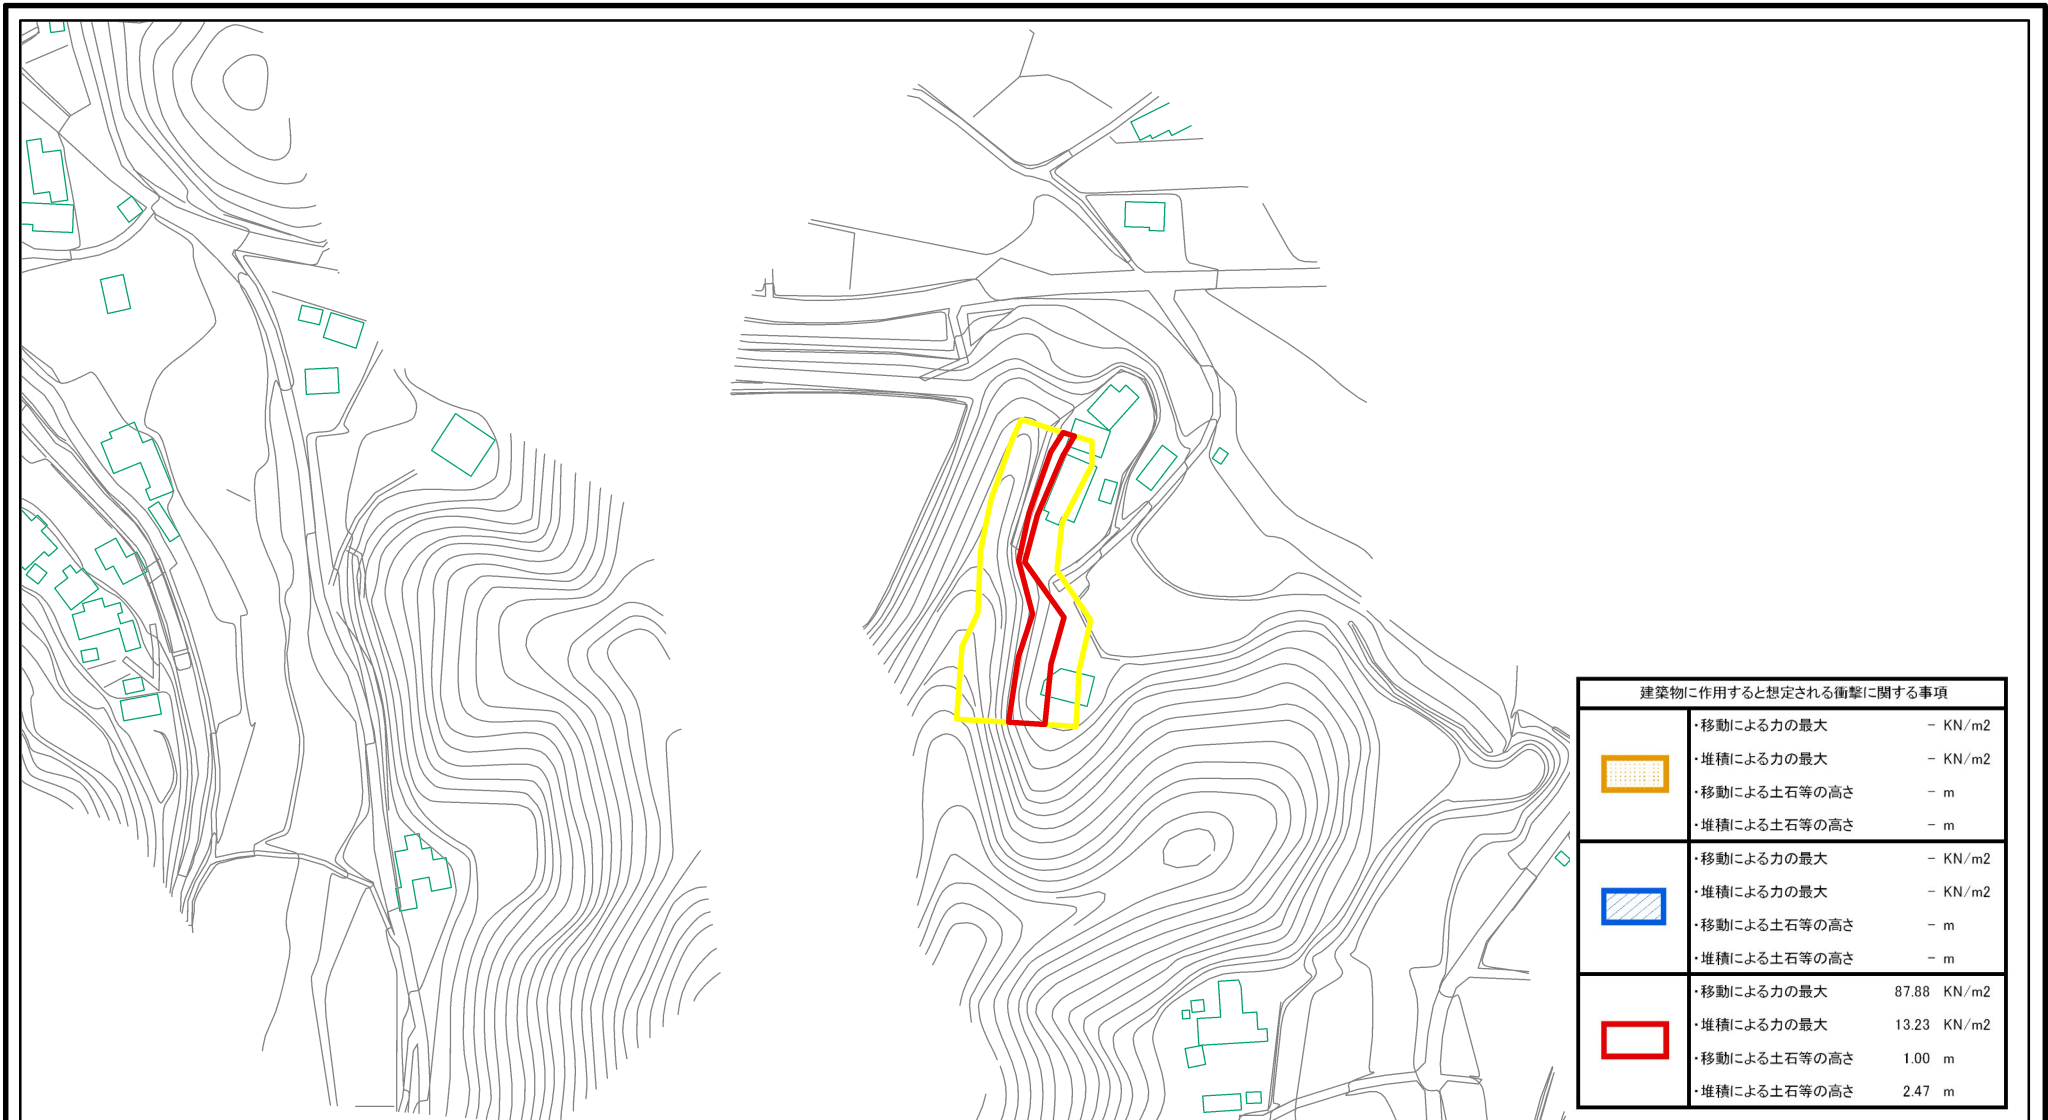 建築物に作用すると想定される衝撃に関する事項
・移動による力の最大 － KN/m2
・堆積による力の最大 － KN/m2
・移動による土石等の高さ － m
・堆積による土石等の高さ － m
・移動による力の最大 － KN/m2
・堆積による力の最大 － KN/m2
・移動による土石等の高さ － m
・堆積による土石等の高さ － m
・移動による力の最大 87.88 KN/m2
・堆積による力の最大 13.23 KN/m2
・移動による土石等の高さ 1.00 m
・堆積による土石等の高さ 2.47 m